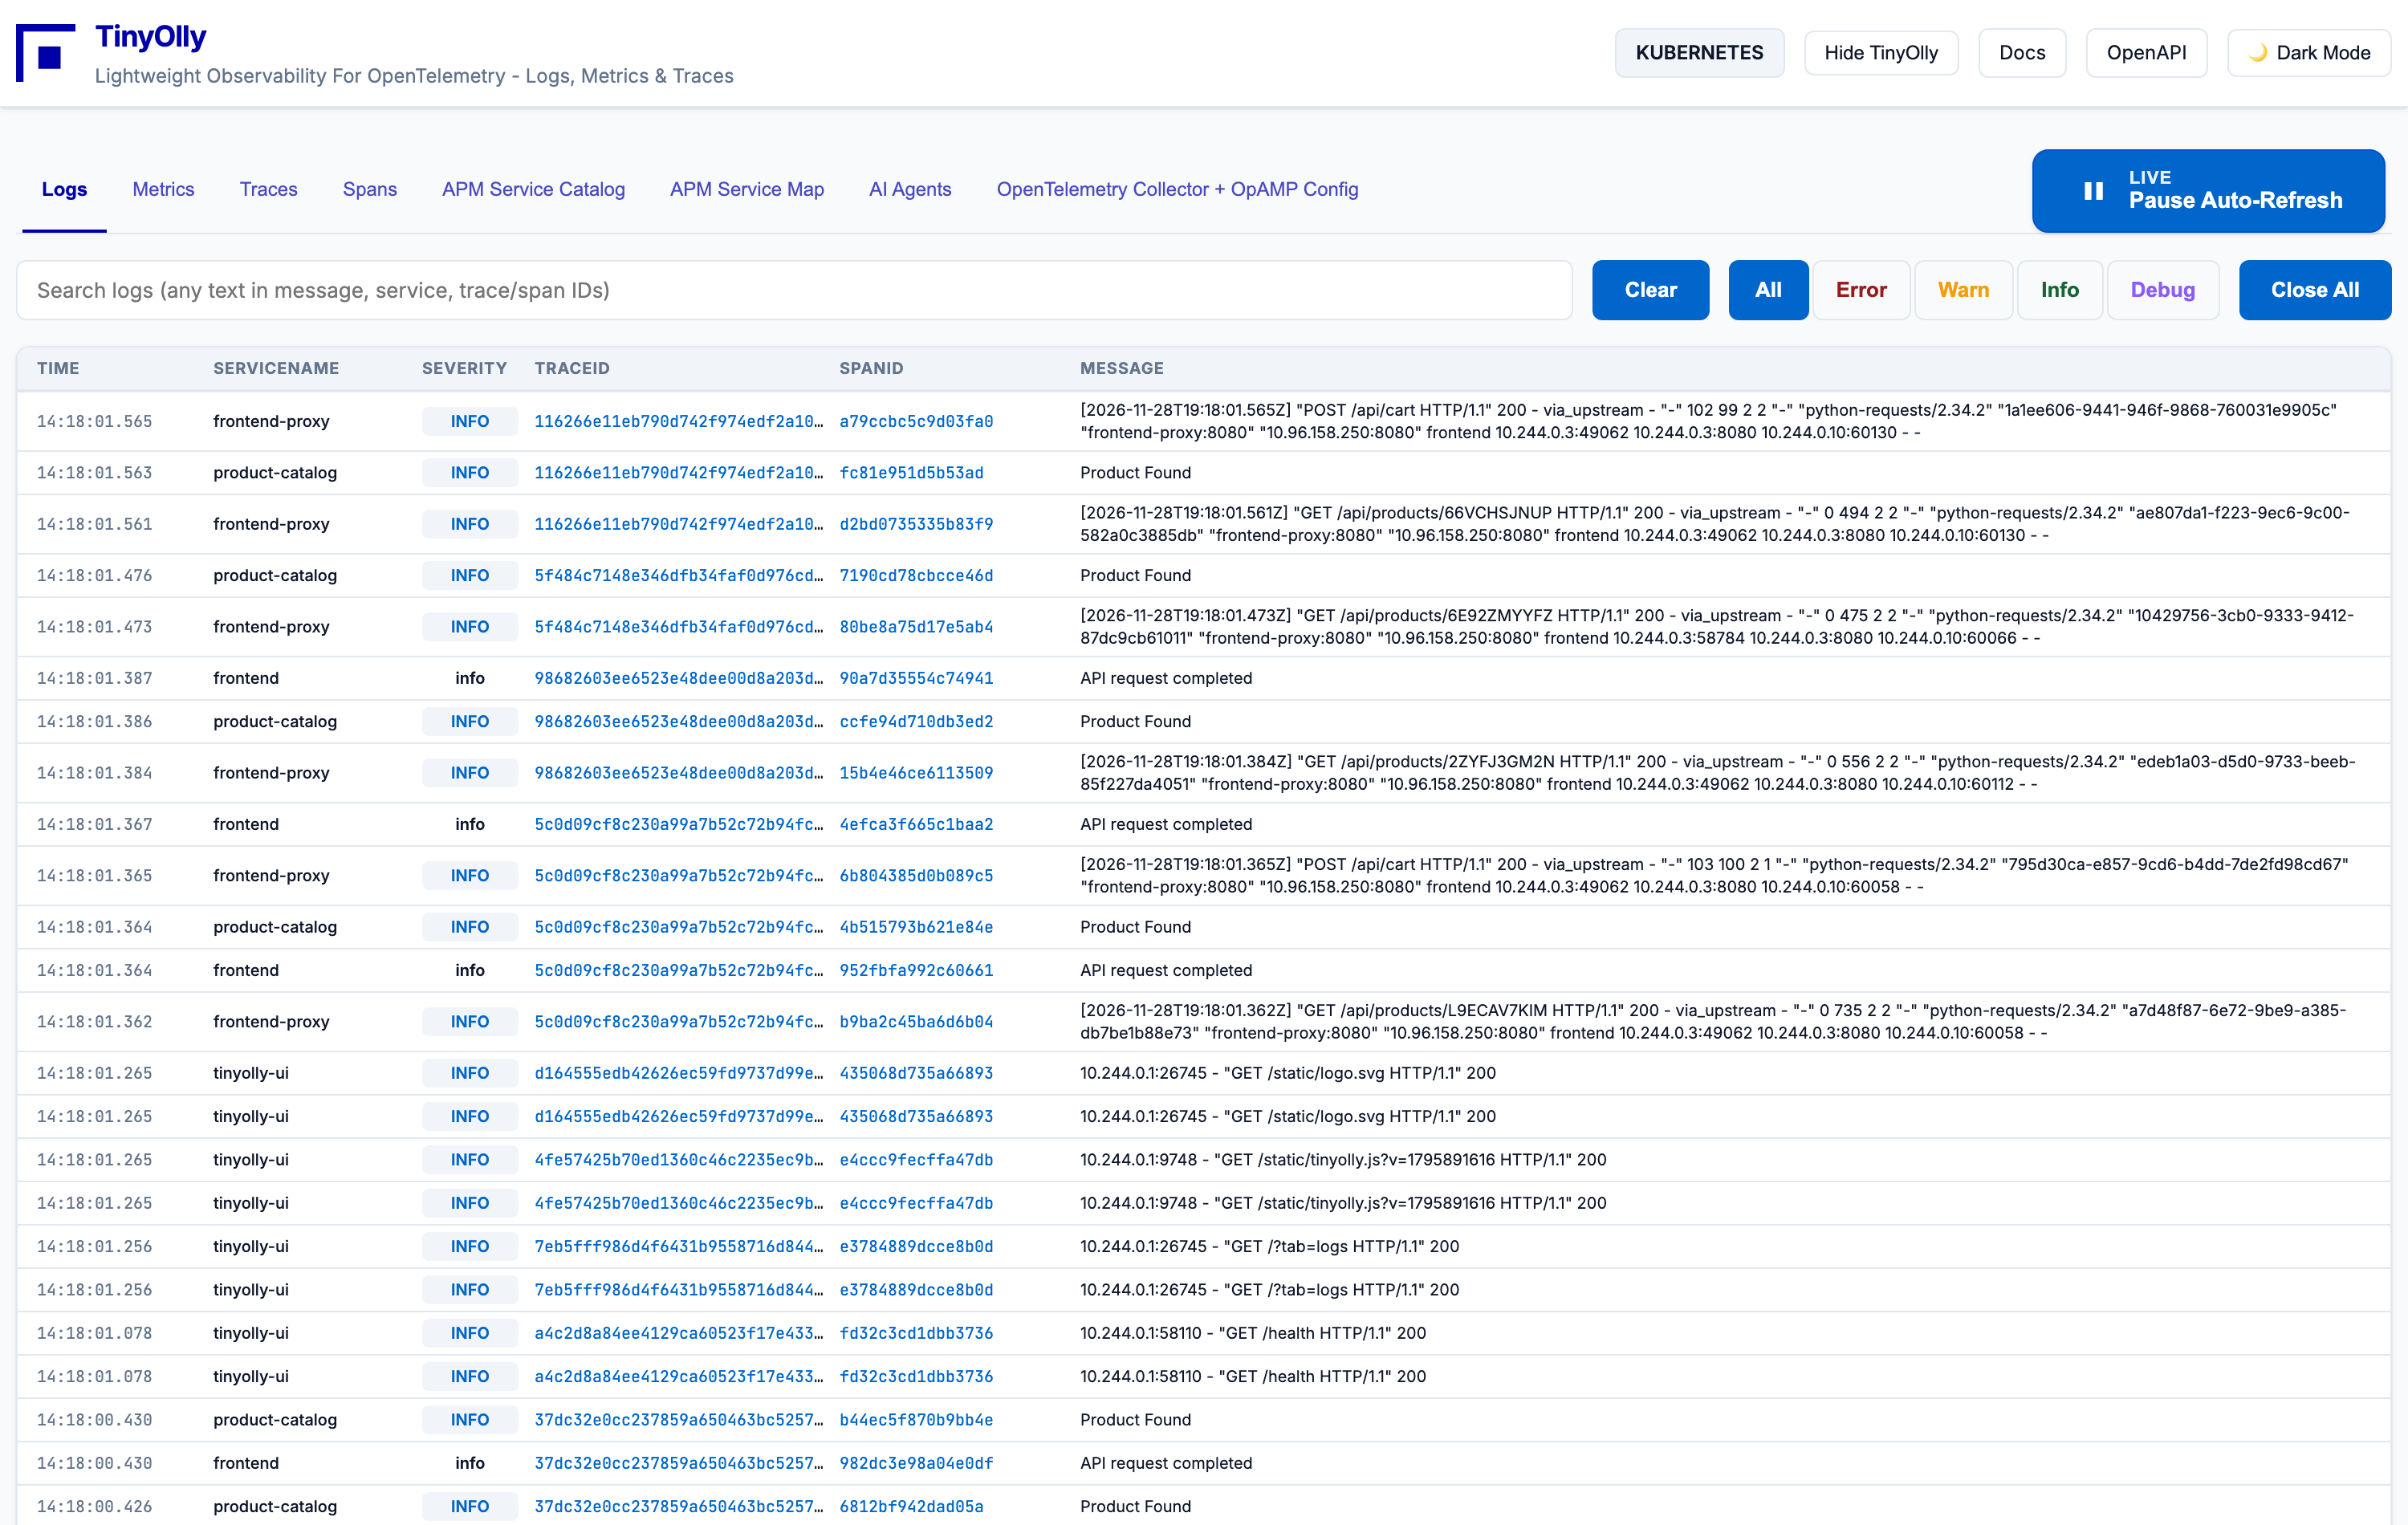 TinyOlly
Lightweight Observability For OpenTelemetry - Logs, Metrics & Traces
KUBERNETES
Hide TinyOlly
Docs
OpenAPI
🌙 Dark Mode
Logs
Metrics
Traces
Spans
APM Service Catalog
APM Service Map
AI Agents
OpenTelemetry Collector + OpAMP Config
LIVE
Pause Auto-Refresh
Search logs (any text in message, service, trace/span IDs)
Clear
All
Error
Warn
Info
Debug
Close All
TIME SERVICENAME SEVERITY TRACEID SPANID MESSAGE
14:18:01.565 frontend-proxy INFO 116266e11eb790d742f974edf2a10… a79ccbc5c9d03fa0 [2026-11-28T19:18:01.565Z] "POST /api/cart HTTP/1.1" 200 - via_upstream - "-" 102 99 2 2 "-" "python-requests/2.34.2" "1a1ee606-9441-946f-9868-760031e9905c"
"frontend-proxy:8080" "10.96.158.250:8080" frontend 10.244.0.3:49062 10.244.0.3:8080 10.244.0.10:60130 - -
14:18:01.563 product-catalog INFO 116266e11eb790d742f974edf2a10… fc81e951d5b53ad Product Found
14:18:01.561 frontend-proxy INFO 116266e11eb790d742f974edf2a10… d2bd0735335b83f9 [2026-11-28T19:18:01.561Z] "GET /api/products/66VCHSJNUP HTTP/1.1" 200 - via_upstream - "-" 0 494 2 2 "-" "python-requests/2.34.2" "ae807da1-f223-9ec6-9c00-
582a0c3885db" "frontend-proxy:8080" "10.96.158.250:8080" frontend 10.244.0.3:49062 10.244.0.3:8080 10.244.0.10:60130 - -
14:18:01.476 product-catalog INFO 5f484c7148e346dfb34faf0d976cd… 7190cd78cbcce46d Product Found
14:18:01.473 frontend-proxy INFO 5f484c7148e346dfb34faf0d976cd… 80be8a75d17e5ab4 [2026-11-28T19:18:01.473Z] "GET /api/products/6E92ZMYYFZ HTTP/1.1" 200 - via_upstream - "-" 0 475 2 2 "-" "python-requests/2.34.2" "10429756-3cb0-9333-9412-
87dc9cb61011" "frontend-proxy:8080" "10.96.158.250:8080" frontend 10.244.0.3:58784 10.244.0.3:8080 10.244.0.10:60066 - -
14:18:01.387 frontend info 98682603ee6523e48dee00d8a203d… 90a7d35554c74941 API request completed
14:18:01.386 product-catalog INFO 98682603ee6523e48dee00d8a203d… ccfe94d710db3ed2 Product Found
14:18:01.384 frontend-proxy INFO 98682603ee6523e48dee00d8a203d… 15b4e46ce6113509 [2026-11-28T19:18:01.384Z] "GET /api/products/2ZYFJ3GM2N HTTP/1.1" 200 - via_upstream - "-" 0 556 2 2 "-" "python-requests/2.34.2" "edeb1a03-d5d0-9733-beeb-
85f227da4051" "frontend-proxy:8080" "10.96.158.250:8080" frontend 10.244.0.3:49062 10.244.0.3:8080 10.244.0.10:60112 - -
14:18:01.367 frontend info 5c0d09cf8c230a99a7b52c72b94fc… 4efca3f665c1baa2 API request completed
14:18:01.365 frontend-proxy INFO 5c0d09cf8c230a99a7b52c72b94fc… 6b804385d0b089c5 [2026-11-28T19:18:01.365Z] "POST /api/cart HTTP/1.1" 200 - via_upstream - "-" 103 100 2 1 "-" "python-requests/2.34.2" "795d30ca-e857-9cd6-b4dd-7de2fd98cd67"
"frontend-proxy:8080" "10.96.158.250:8080" frontend 10.244.0.3:49062 10.244.0.3:8080 10.244.0.10:60058 - -
14:18:01.364 product-catalog INFO 5c0d09cf8c230a99a7b52c72b94fc… 4b515793b621e84e Product Found
14:18:01.364 frontend info 5c0d09cf8c230a99a7b52c72b94fc… 952fbfa992c60661 API request completed
14:18:01.362 frontend-proxy INFO 5c0d09cf8c230a99a7b52c72b94fc… b9ba2c45ba6d6b04 [2026-11-28T19:18:01.362Z] "GET /api/products/L9ECAV7KIM HTTP/1.1" 200 - via_upstream - "-" 0 735 2 2 "-" "python-requests/2.34.2" "a7d48f87-6e72-9be9-a385-
db7be1b88e73" "frontend-proxy:8080" "10.96.158.250:8080" frontend 10.244.0.3:49062 10.244.0.3:8080 10.244.0.10:60058 - -
14:18:01.265 tinyolly-ui INFO d164555edb42626ec59fd9737d99e… 435068d735a66893 10.244.0.1:26745 - "GET /static/logo.svg HTTP/1.1" 200
14:18:01.265 tinyolly-ui INFO d164555edb42626ec59fd9737d99e… 435068d735a66893 10.244.0.1:26745 - "GET /static/logo.svg HTTP/1.1" 200
14:18:01.265 tinyolly-ui INFO 4fe57425b70ed1360c46c2235ec9b… e4ccc9fecffa47db 10.244.0.1:9748 - "GET /static/tinyolly.js?v=1795891616 HTTP/1.1" 200
14:18:01.265 tinyolly-ui INFO 4fe57425b70ed1360c46c2235ec9b… e4ccc9fecffa47db 10.244.0.1:9748 - "GET /static/tinyolly.js?v=1795891616 HTTP/1.1" 200
14:18:01.256 tinyolly-ui INFO 7eb5fff986d4f6431b9558716d844… e3784889dcce8b0d 10.244.0.1:26745 - "GET /?tab=logs HTTP/1.1" 200
14:18:01.256 tinyolly-ui INFO 7eb5fff986d4f6431b9558716d844… e3784889dcce8b0d 10.244.0.1:26745 - "GET /?tab=logs HTTP/1.1" 200
14:18:01.078 tinyolly-ui INFO a4c2d8a84ee4129ca60523f17e433… fd32c3cd1dbb3736 10.244.0.1:58110 - "GET /health HTTP/1.1" 200
14:18:01.078 tinyolly-ui INFO a4c2d8a84ee4129ca60523f17e433… fd32c3cd1dbb3736 10.244.0.1:58110 - "GET /health HTTP/1.1" 200
14:18:00.430 product-catalog INFO 37dc32e0cc237859a650463bc5257… b44ec5f870b9bb4e Product Found
14:18:00.430 frontend info 37dc32e0cc237859a650463bc5257… 982dc3e98a04e0df API request completed
14:18:00.426 product-catalog INFO 37dc32e0cc237859a650463bc5257… 6812bf942dad05a Product Found